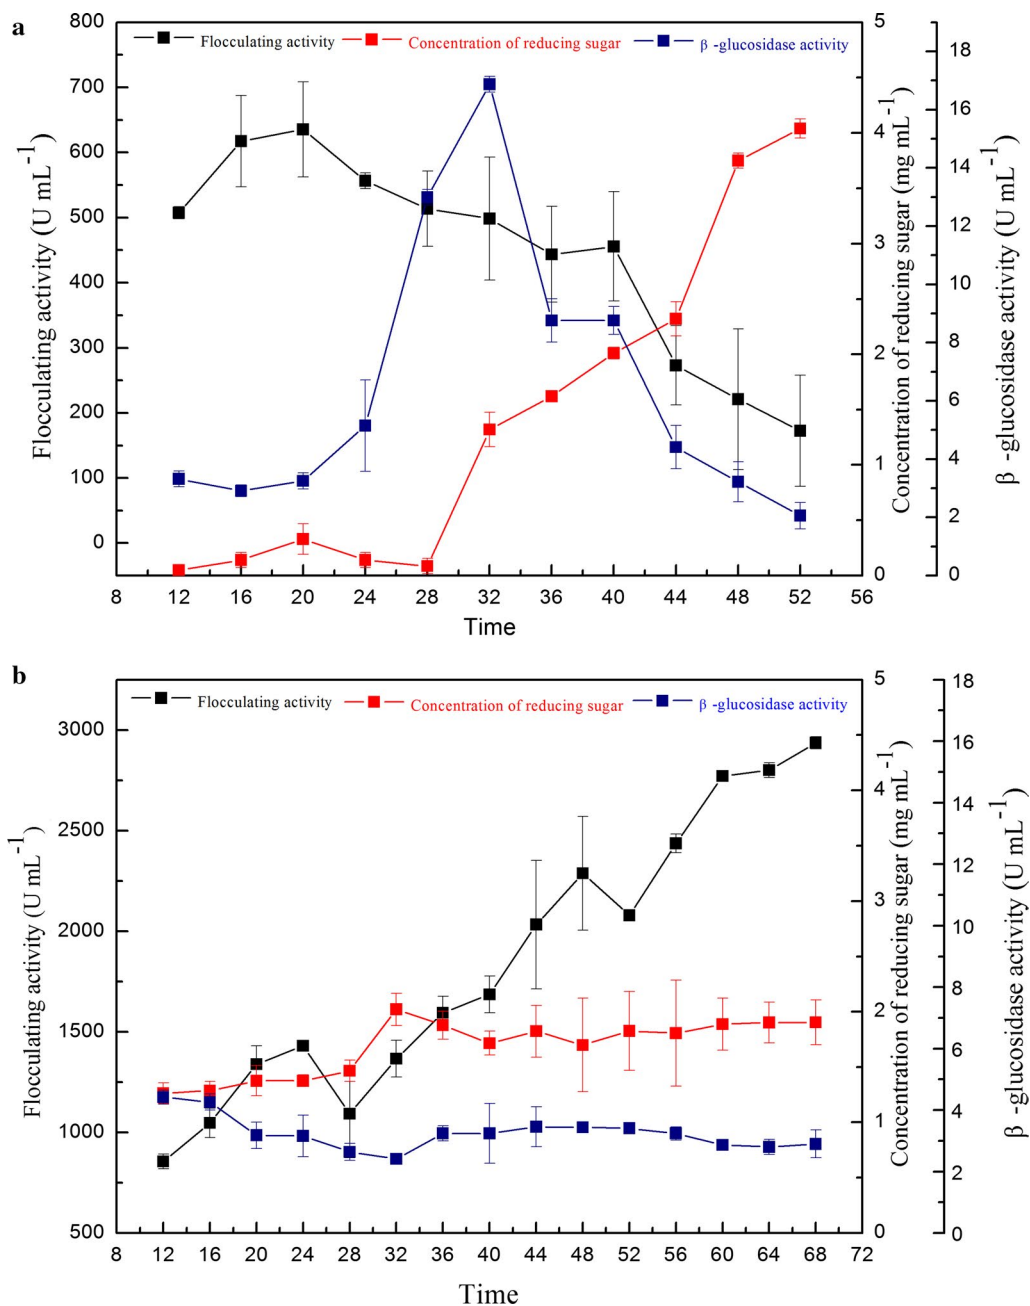 a
Flocculating activity
Concentration of reducing sugar
β -glucosidase activity
Flocculating activity (U mL⁻¹)
800
700
600
500
400
300
200
100
0
5
4
3
2
1
0
Concentration of reducing sugar (mg mL⁻¹)
18
16
14
12
10
8
6
4
2
0
β -glucosidase activity (U mL⁻¹)
8 12 16 20 24 28 32 36 40 44 48 52 56
Time
b
Flocculating activity
Concentration of reducing sugar
β -glucosidase activity
Flocculating activity (U mL⁻¹)
3000
2500
2000
1500
1000
500
5
4
3
2
1
0
Concentration of reducing sugar (mg mL⁻¹)
18
16
14
12
10
8
6
4
2
0
β -glucosidase activity (U mL⁻¹)
8 12 16 20 24 28 32 36 40 44 48 52 56 60 64 68 72
Time